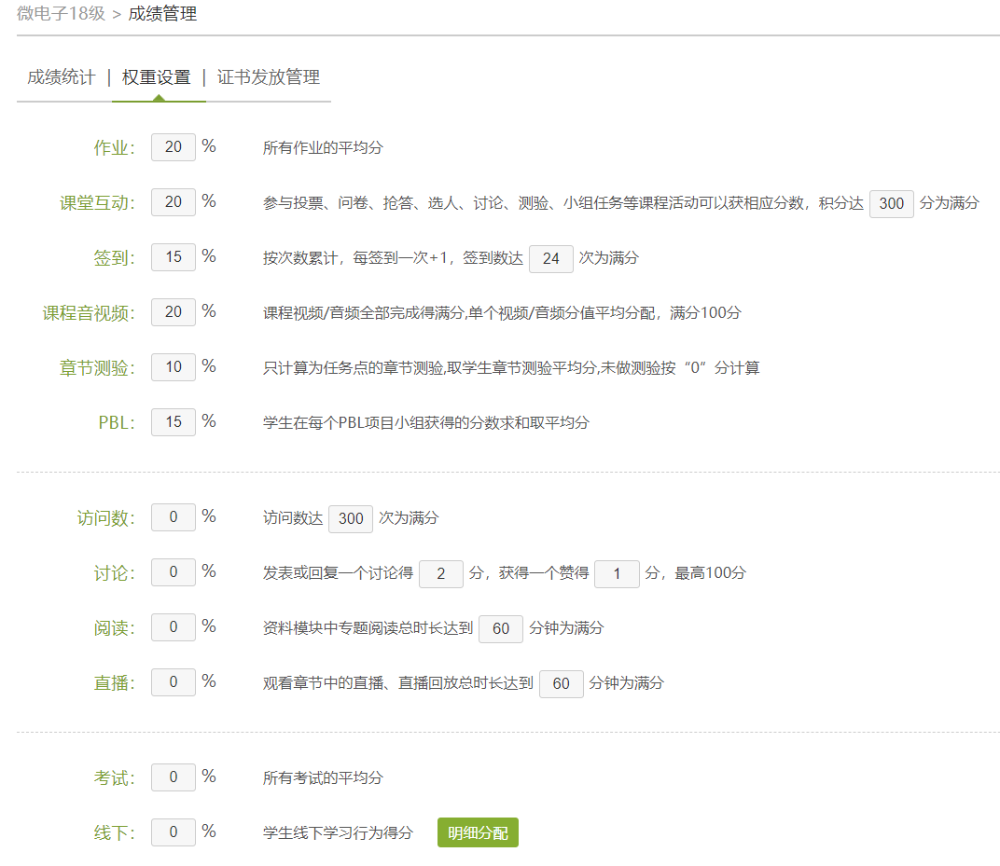 微电子18级 > 成绩管理
成绩统计 | 权重设置 | 证书发放管理
作业： 20 % 所有作业的平均分
课堂互动： 20 % 参与投票、问卷、抢答、选人、讨论、测验、小组任务等课程活动可以获相应分数，积分达 300 分为满分
签到： 15 % 按次数累计，每签到一次+1，签到数达 24 次为满分
课程音视频： 20 % 课程视频/音频全部完成得满分,单个视频/音频分值平均分配，满分100分
章节测验： 10 % 只计算为任务点的章节测验,取学生章节测验平均分,未做测验按“0”分计算
PBL： 15 % 学生在每个PBL项目小组获得的分数求和取平均分
访问数： 0 % 访问数达 300 次为满分
讨论： 0 % 发表或回复一个讨论得 2 分，获得一个赞得 1 分，最高100分
阅读： 0 % 资料模块中专题阅读总时长达到 60 分钟为满分
直播： 0 % 观看章节中的直播、直播回放总时长达到 60 分钟为满分
考试： 0 % 所有考试的平均分
线下： 0 % 学生线下学习行为得分 明细分配